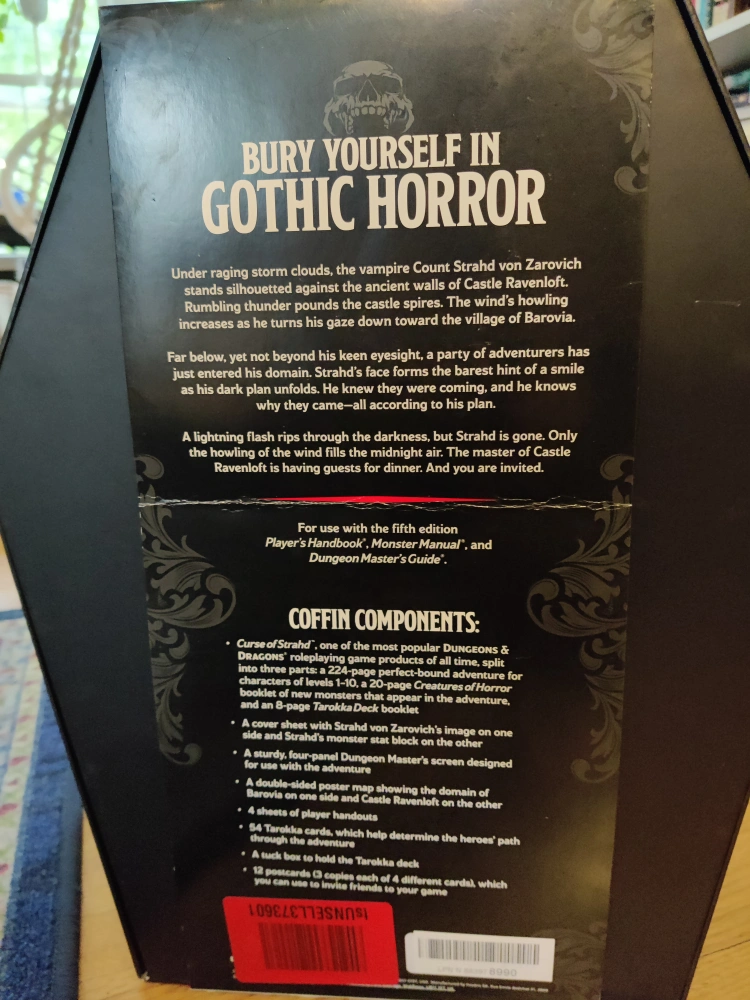 BURY YOURSELF IN
GOTHIC HORROR
Under raging storm clouds, the vampire Count Strahd von Zarovich
stands silhouetted against the ancient walls of Castle Ravenloft.
Rumbling thunder pounds the castle spires. The wind's howling
increases as he turns his gaze down toward the village of Barovia.
Far below, yet not beyond his keen eyesight, a party of adventurers has
just entered his domain. Strahd's face forms the barest hint of a smile
as his dark plan unfolds. He knew they were coming, and he knows
why they came—all according to his plan.
A lightning flash rips through the darkness, but Strahd is gone. Only
the howling of the wind fills the midnight air. The master of Castle
Ravenloft is having guests for dinner. And you are invited.
For use with the fifth edition
Player's Handbook®, Monster Manual®, and
Dungeon Master's Guide®.
COFFIN COMPONENTS:
• Curse of Strahd™, one of the most popular DUNGEONS &
DRAGONS® roleplaying game products of all time, split
into three parts: a 224-page perfect-bound adventure for
characters of levels 1–10, a 20-page Creatures of Horror
booklet of new monsters that appear in the adventure,
and an 8-page Tarokka Deck booklet
• A cover sheet with Strahd von Zarovich's image on one
side and Strahd's monster stat block on the other
• A sturdy, four-panel Dungeon Master's screen designed
for use with the adventure
• A double-sided poster map showing the domain of
Barovia on one side and Castle Ravenloft on the other
• 4 sheets of player handouts
• 54 Tarokka cards, which help determine the heroes' path
through the adventure
• A tuck box to hold the Tarokka deck
• 12 postcards (3 copies each of 4 different cards), which
you can use to invite friends to your game
IsUNSELL373601
6990